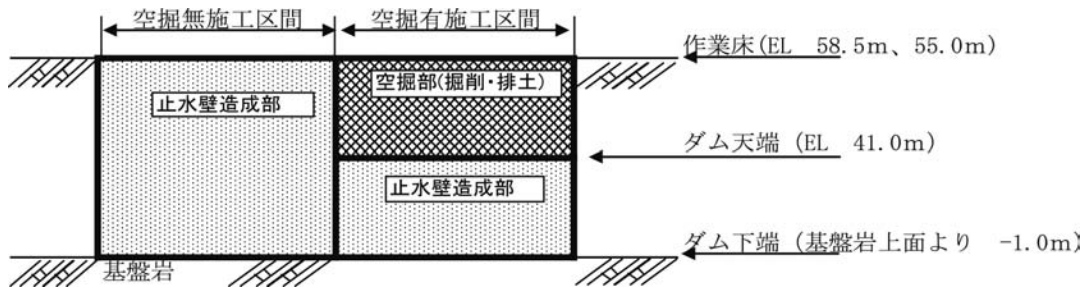 空掘無施工区間
空掘有施工区間
作業床(EL 58.5m、55.0m)
空掘部(掘削・排土)
止水壁造成部
ダム天端 (EL 41.0m)
止水壁造成部
ダム下端 (基盤岩上面より -1.0m)
基盤岩